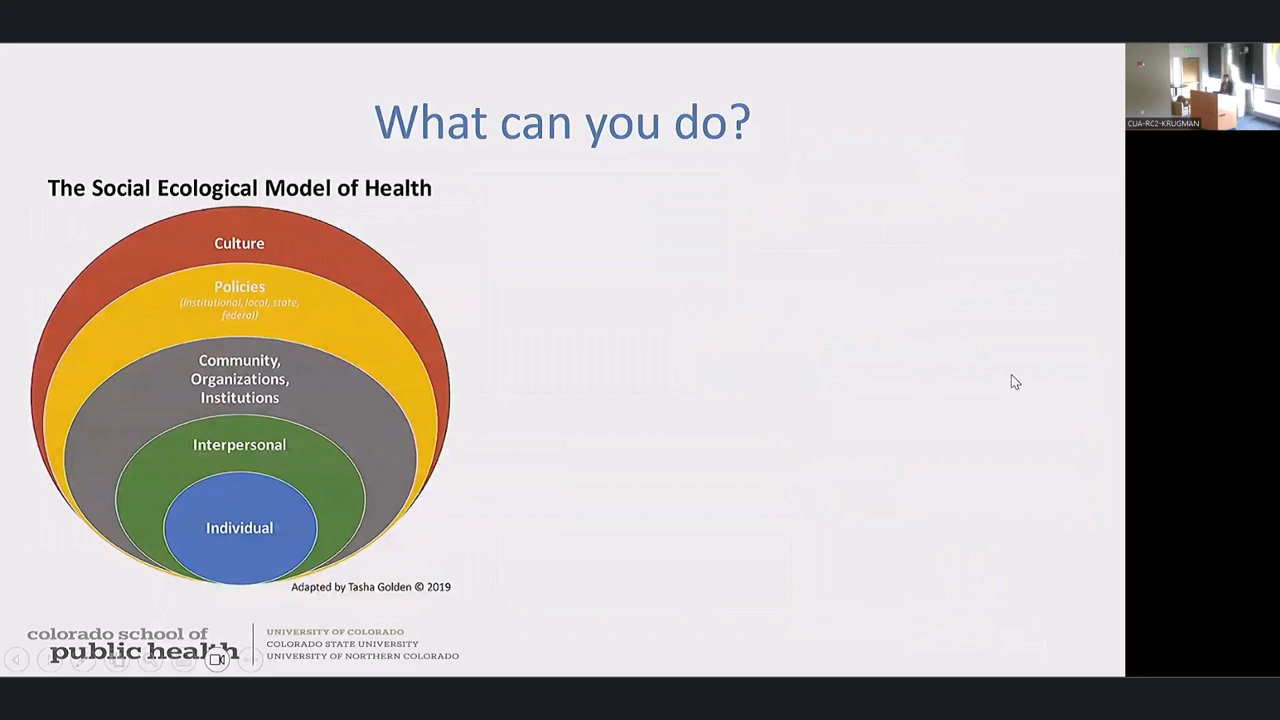 What can you do?
The Social Ecological Model of Health
Culture
Policies
(institutional, local, state,
federal)
Community,
Organizations,
Institutions
Interpersonal
Individual
Adapted by Tasha Golden © 2019
colorado school of
public health
UNIVERSITY OF COLORADO
COLORADO STATE UNIVERSITY
UNIVERSITY OF NORTHERN COLORADO
CUA-RC2-KRUGMAN